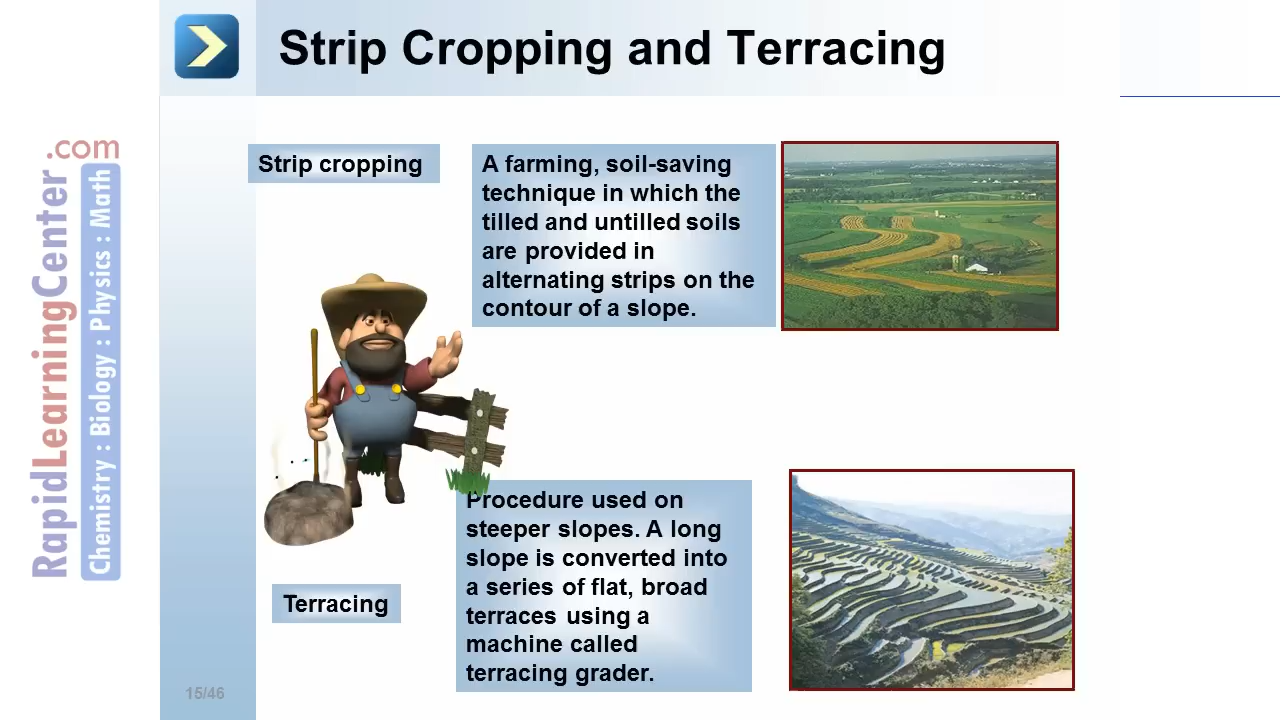 Strip Cropping and Terracing
Strip cropping
A farming, soil-saving
technique in which the
tilled and untilled soils
are provided in
alternating strips on the
contour of a slope.
Procedure used on
steeper slopes. A long
slope is converted into
a series of flat, broad
terraces using a
machine called
terracing grader.
Terracing
RapidLearningCenter.com
Chemistry : Biology : Physics : Math
15/46